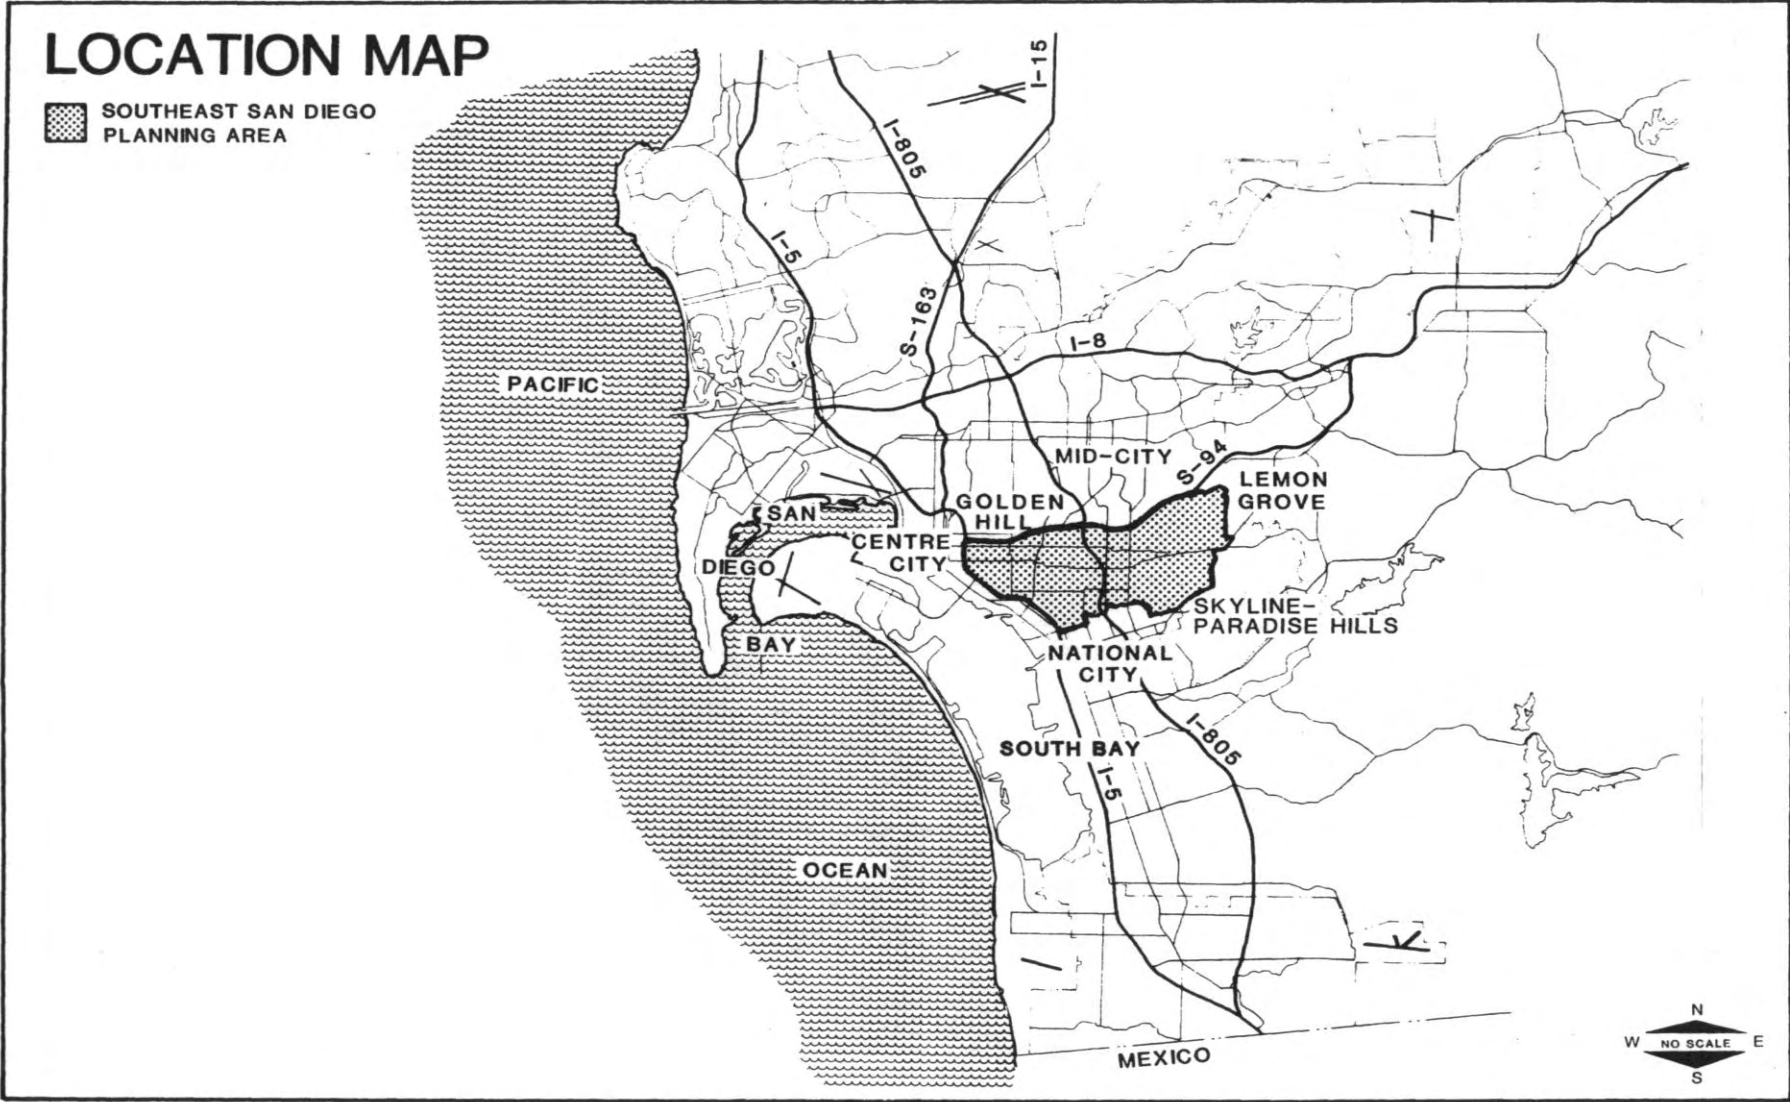 LOCATION MAP
SOUTHEAST SAN DIEGO
PLANNING AREA
I-15
I-805
I-5
S-163
I-8
PACIFIC
MID-CITY
S-94
LEMON
GROVE
GOLDEN
HILL
SAN
CENTRE
CITY
DIEGO
SKYLINE-
PARADISE HILLS
BAY
NATIONAL
CITY
I-805
SOUTH BAY
I-5
OCEAN
MEXICO
N
W NO SCALE E
S